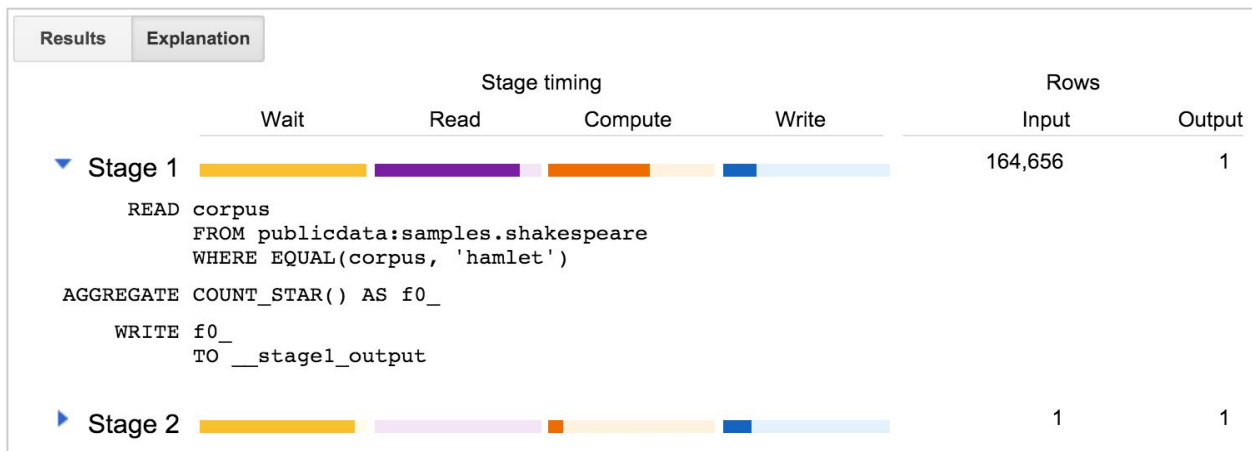 Results Explanation
Stage timing Rows
Wait Read Compute Write Input Output
Stage 1 164,656 1
READ corpus
FROM publicdata:samples.shakespeare
WHERE EQUAL(corpus, 'hamlet')
AGGREGATE COUNT_STAR() AS f0_
WRITE f0_
TO __stage1_output
Stage 2 1 1